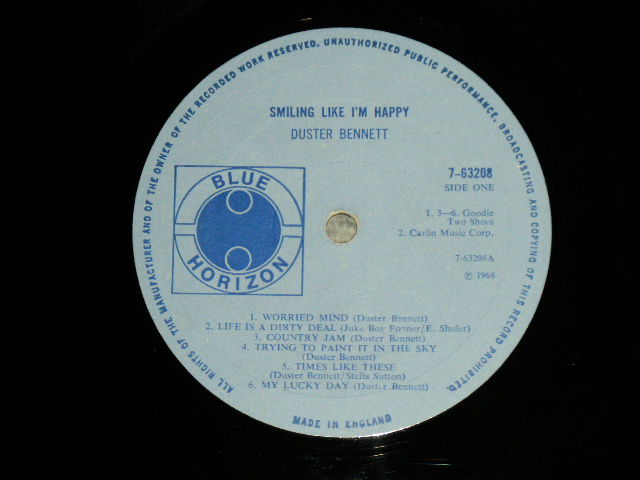 ALL RIGHTS OF THE MANUFACTURER AND OF THE OWNER OF THE RECORDED WORK RESERVED. UNAUTHORIZED PUBLIC PERFORMANCE, BROADCASTING AND COPYING OF THIS RECORD PROHIBITED.
SMILING LIKE I'M HAPPY
DUSTER BENNETT
BLUE
HORIZON
7-63208
SIDE ONE
1, 3—6. Goodie
Two Shoes
2. Carlin Music Corp.
7-63208A
℗ 1968
1. WORRIED MIND (Duster Bennett)
2. LIFE IS A DIRTY DEAL (Juke Boy Bonner/E. Shuler)
3. COUNTRY JAM (Duster Bennett)
4. TRYING TO PAINT IT IN THE SKY
(Duster Bennett)
5. TIMES LIKE THESE
(Duster Bennett/Stella Sutton)
6. MY LUCKY DAY (Duster Bennett)
MADE IN ENGLAND